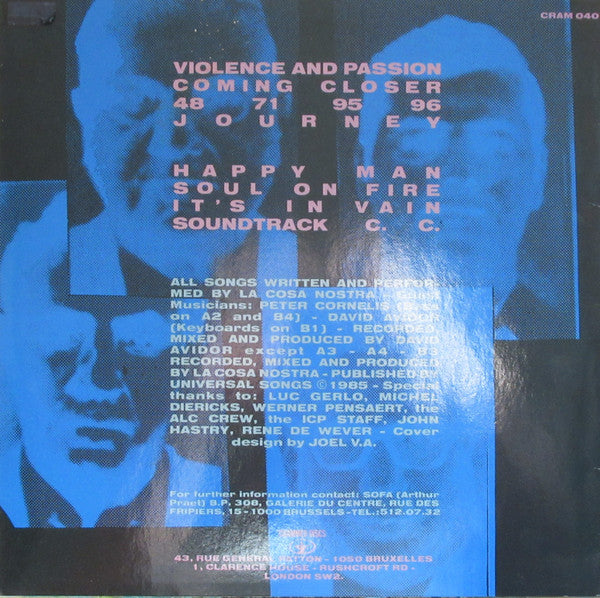 CRAM 040
VIOLENCE AND PASSION
COMING CLOSER
48 71 95 96
JOURNEY
HAPPY MAN
SOUL ON FIRE
IT'S IN VAIN
SOUNDTRACK C. C.
ALL SONGS WRITTEN AND PERFOR-
MED BY LA COSA NOSTRA - Guest
Musicians: PETER CORNELIS
on A2 and B4) - DAVID AVIDOR
(Keyboards on B1) - RECORDED,
MIXED AND PRODUCED BY DAVID
AVIDOR except A3 - A4 - B3
RECORDED, MIXED AND PRODUCED
BY LA COSA NOSTRA - PUBLISHED BY
UNIVERSAL SONGS ©1985 - Special
thanks to: LUC GERLO, MICHEL
DIERICKS, WERNER PENSAERT, the
ALC CREW, the ICP STAFF, JOHN
HASTRY, RENE DE WEVER - Cover
design by JOEL V.A.
For further information contact: SOFA (Arthur
Praet) B.P. 308, GALERIE DU CENTRE, RUE DES
FRIPIERS, 15 - 1000 BRUSSELS - TEL.: 512.07.32
CRAMMED DISCS
43, RUE GENERAL PATTON - 1050 BRUXELLES
1, CLARENCE HOUSE - RUSHCROFT RD -
LONDON SW2.